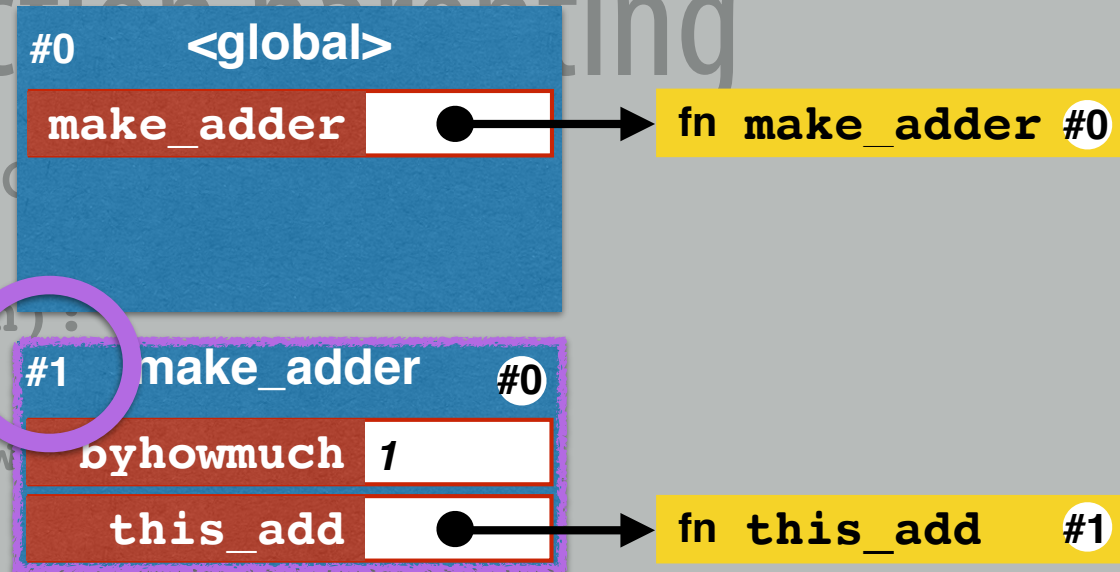 #0 <global>
make_adder
fn make_adder #0
#1 make_adder #0
byhowmuch 1
this_add
fn this_add #1